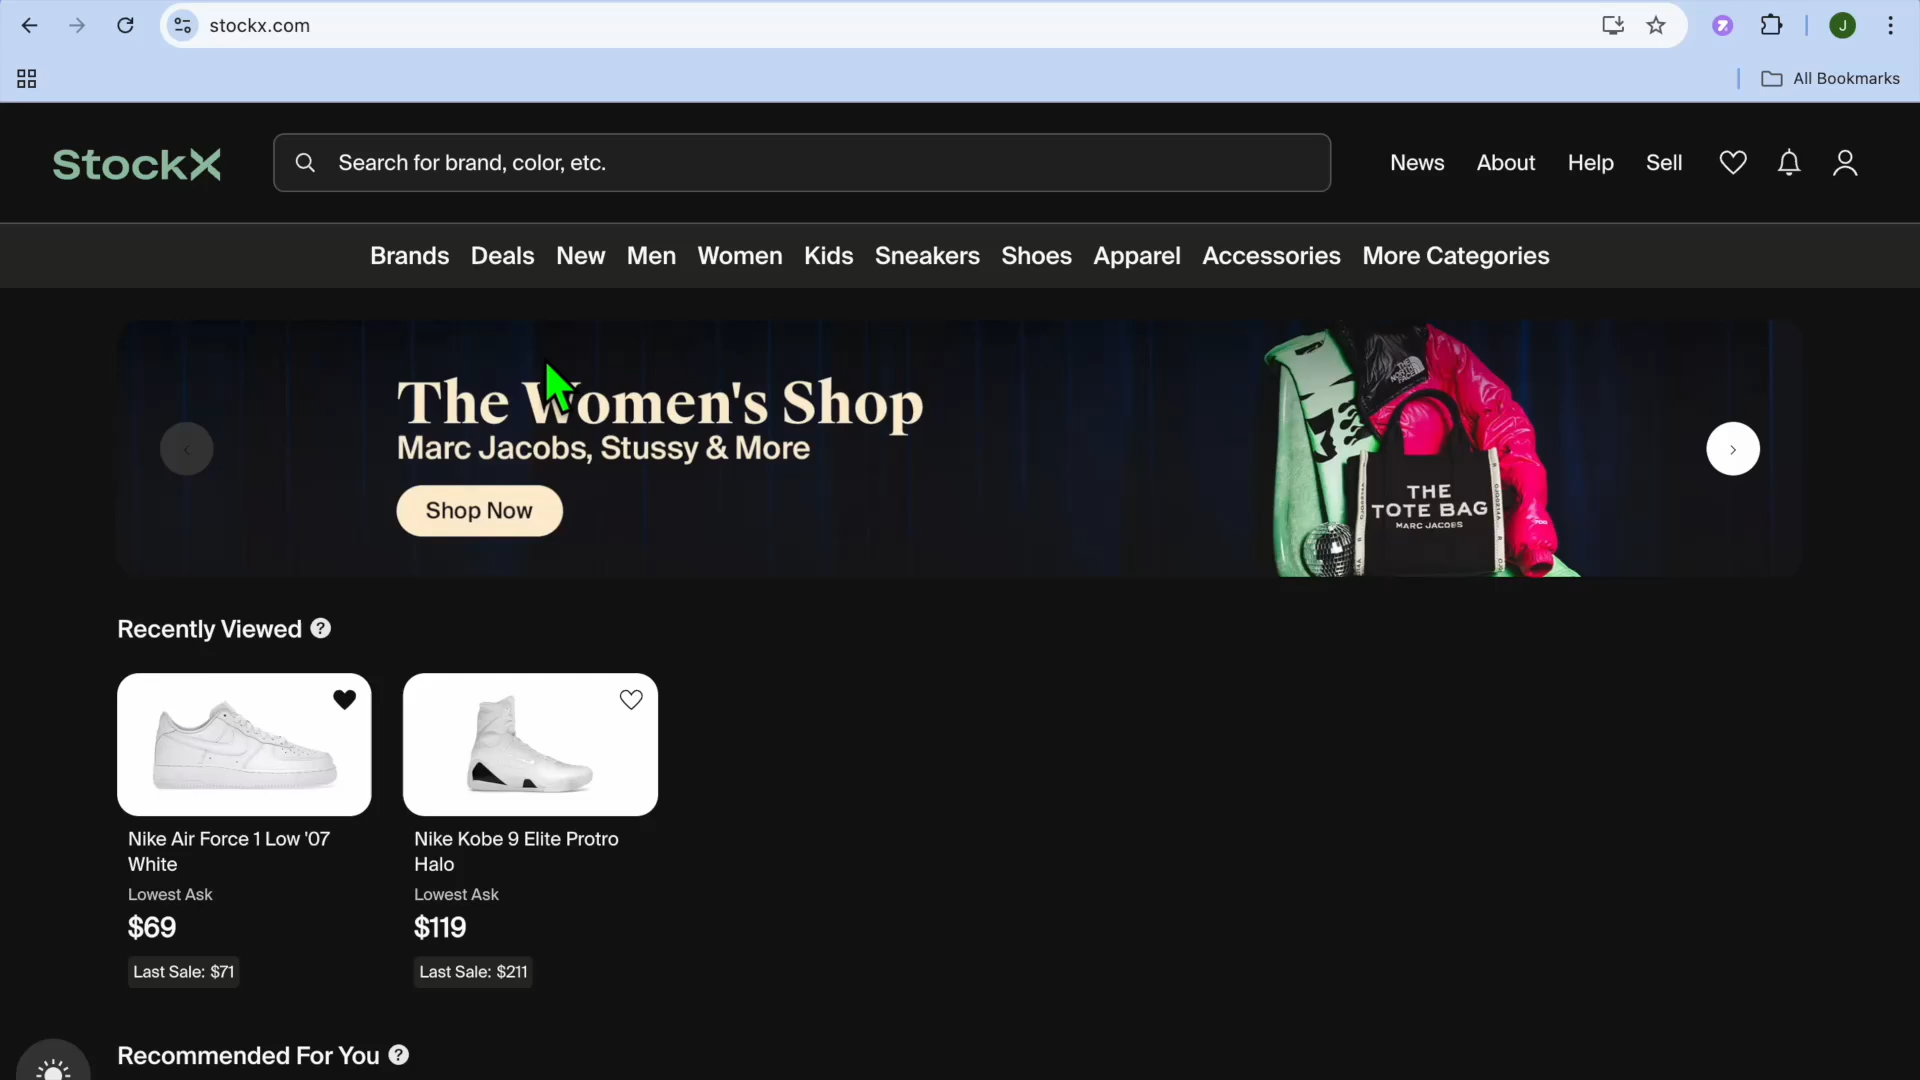 stockx.com
J
All Bookmarks
StockX
Search for brand, color, etc.
News
About
Help
Sell
Brands
Deals
New
Men
Women
Kids
Sneakers
Shoes
Apparel
Accessories
More Categories
The Women's Shop
Marc Jacobs, Stussy & More
Shop Now
THE NORTH FACE
THE
TOTE BAG
MARC JACOBS
Recently Viewed ?
Nike Air Force 1 Low '07
White
Lowest Ask
$69
Last Sale: $71
Nike Kobe 9 Elite Protro
Halo
Lowest Ask
$119
Last Sale: $211
Recommended For You ?